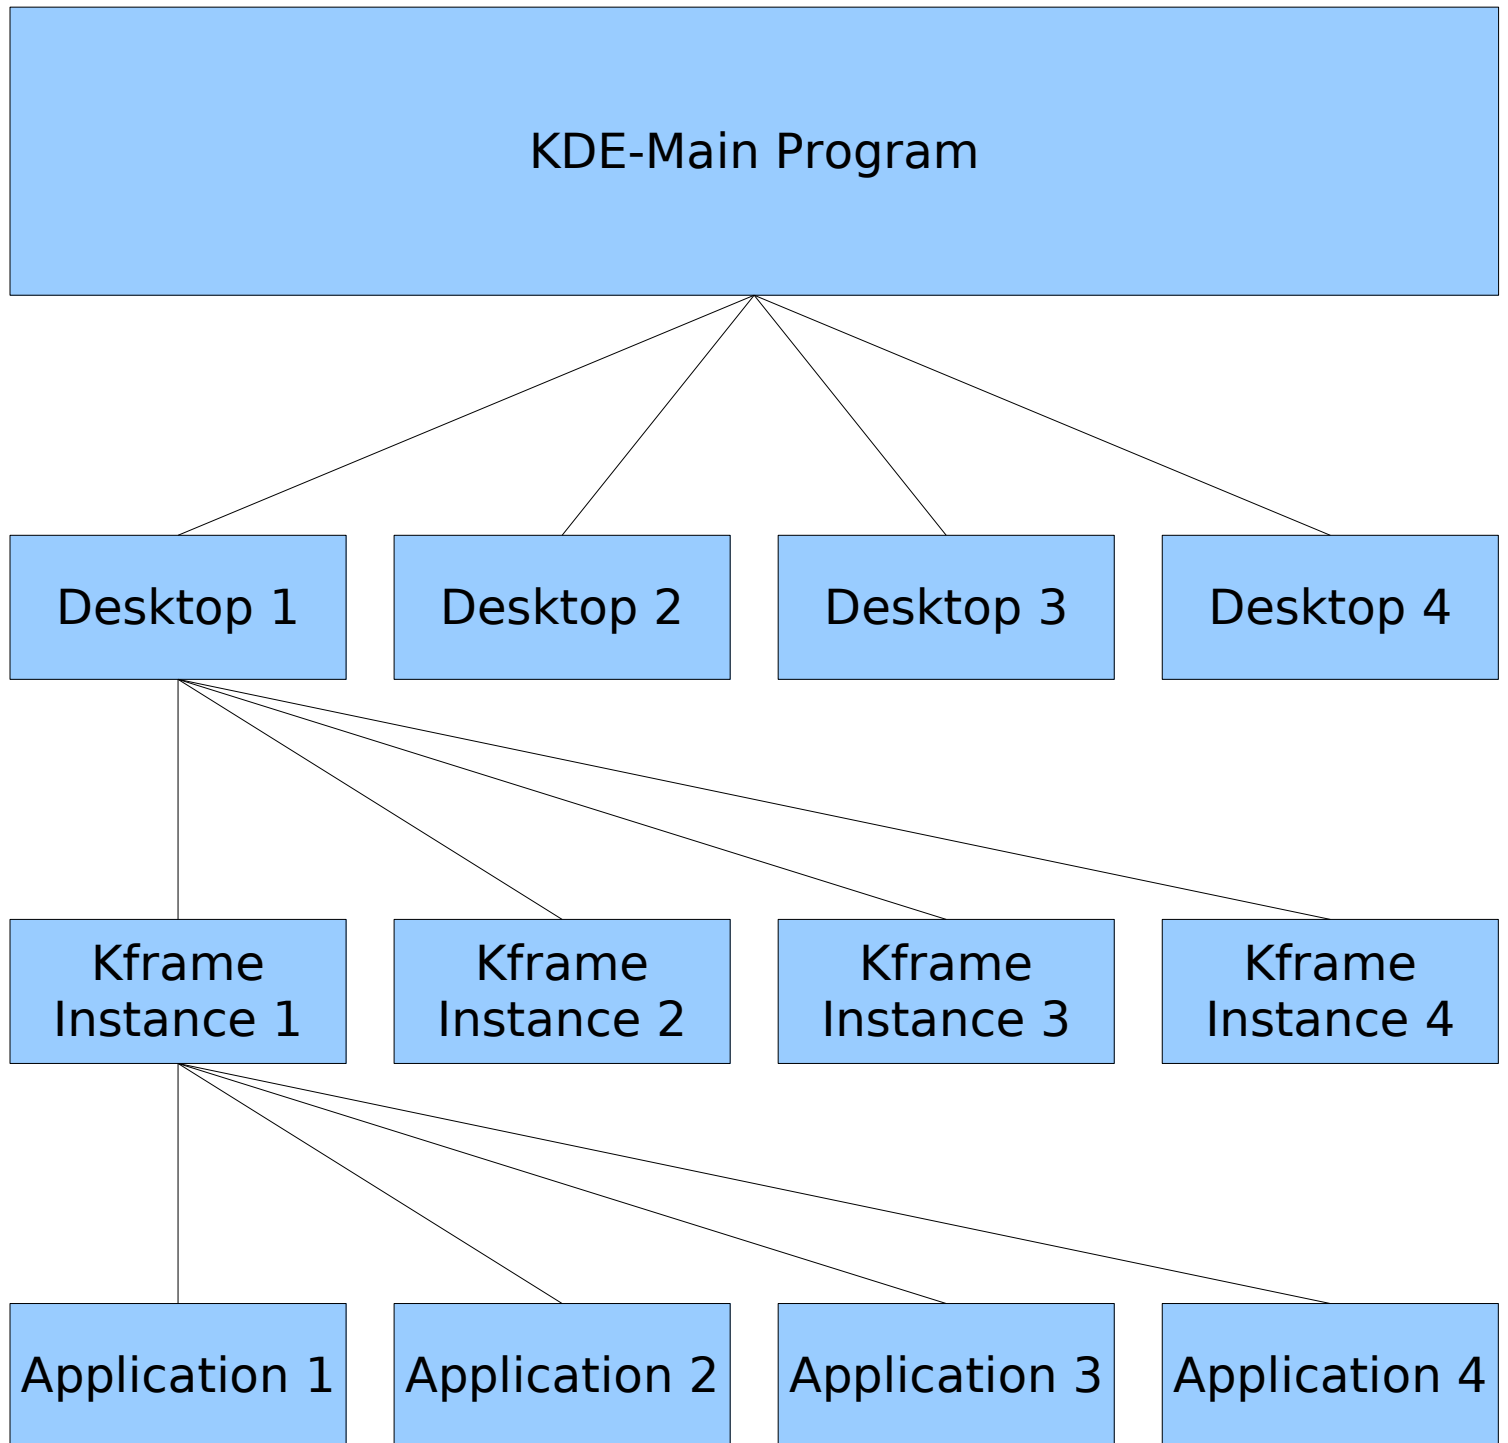 KDE-Main Program
Desktop 1
Desktop 2
Desktop 3
Desktop 4
Kframe
Instance 1
Kframe
Instance 2
Kframe
Instance 3
Kframe
Instance 4
Application 1
Application 2
Application 3
Application 4